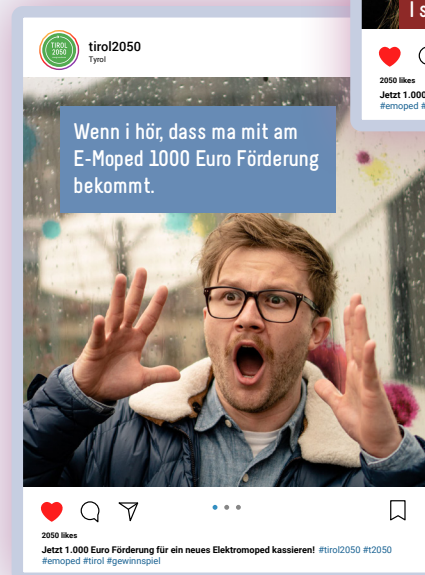 I s
2050 likes
Jetzt 1.000
#emoped #
TIROL
2050
tirol2050
Tyrol
Wenn i hör, dass ma mit am
E-Moped 1000 Euro Förderung
bekommt.
2050 likes
Jetzt 1.000 Euro Förderung für ein neues Elektromoped kassieren! #tirol2050 #t2050
#emoped #tirol #gewinnspiel